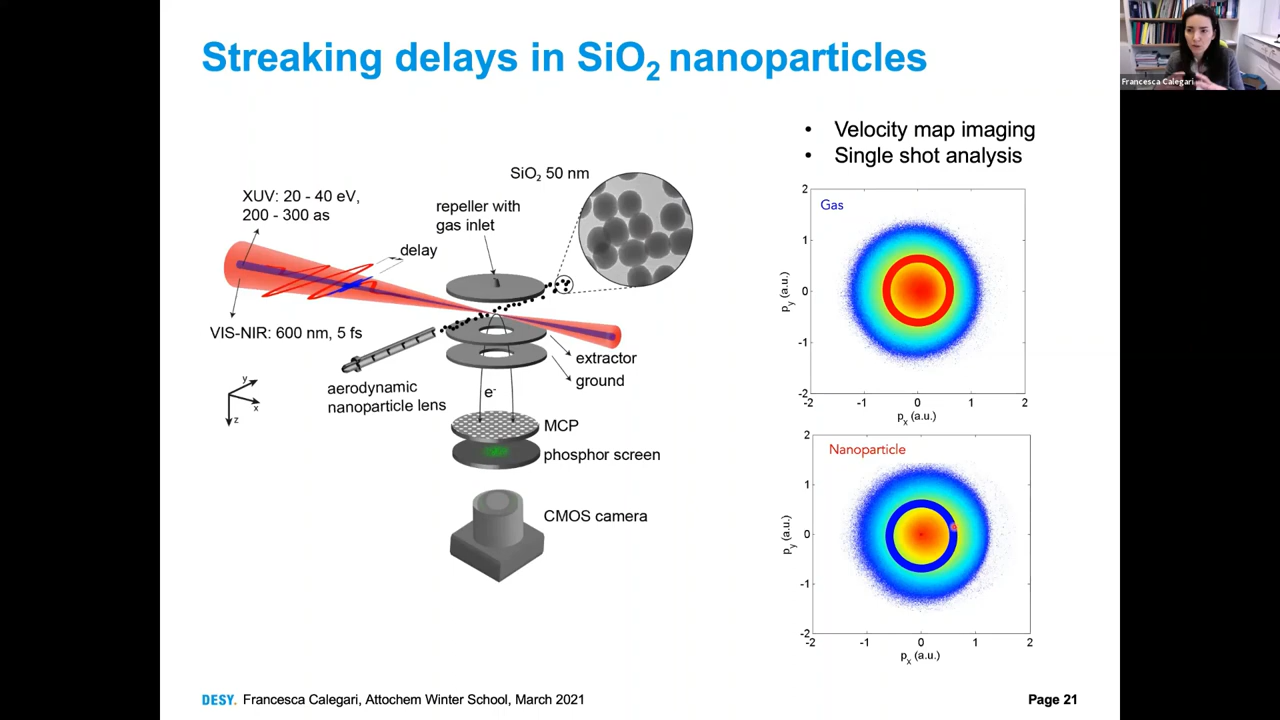 Streaking delays in SiO2 nanoparticles
Francesca Calegari
• Velocity map imaging
• Single shot analysis
SiO2 50 nm
XUV: 20 - 40 eV,
200 - 300 as
repeller with
gas inlet
delay
VIS-NIR: 600 nm, 5 fs
extractor
ground
aerodynamic
nanoparticle lens
y
x
z
e-
MCP
phosphor screen
CMOS camera
Gas
2
1
0
-1
-2
py (a.u.)
-2 -1 0 1 2
px (a.u.)
Nanoparticle
2
1
0
-1
-2
py (a.u.)
-2 -1 0 1 2
px (a.u.)
DESY. Francesca Calegari, Attochem Winter School, March 2021
Page 21